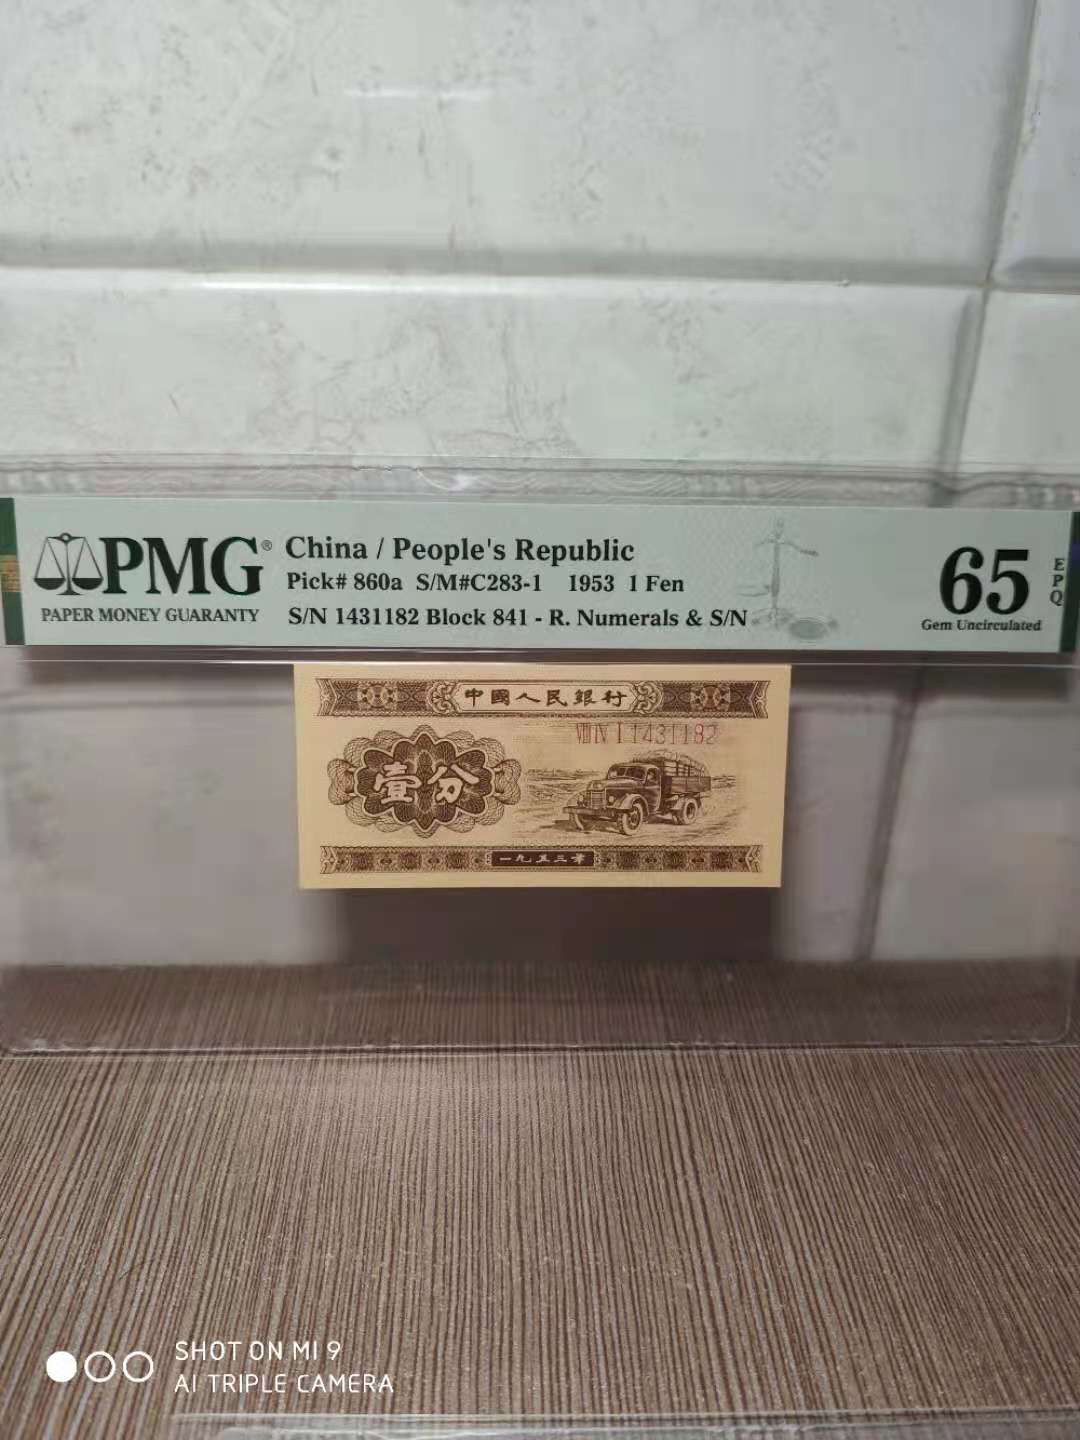 PMG®
PAPER MONEY GUARANTY
China / People's Republic
Pick# 860a S/M#C283-1 1953 1 Fen
S/N 1431182 Block 841 - R. Numerals & S/N
65
EPQ
Gem Uncirculated
中國人民銀行
VIII IV I 1431182
壹分
一九五三年
SHOT ON MI 9
AI TRIPLE CAMERA